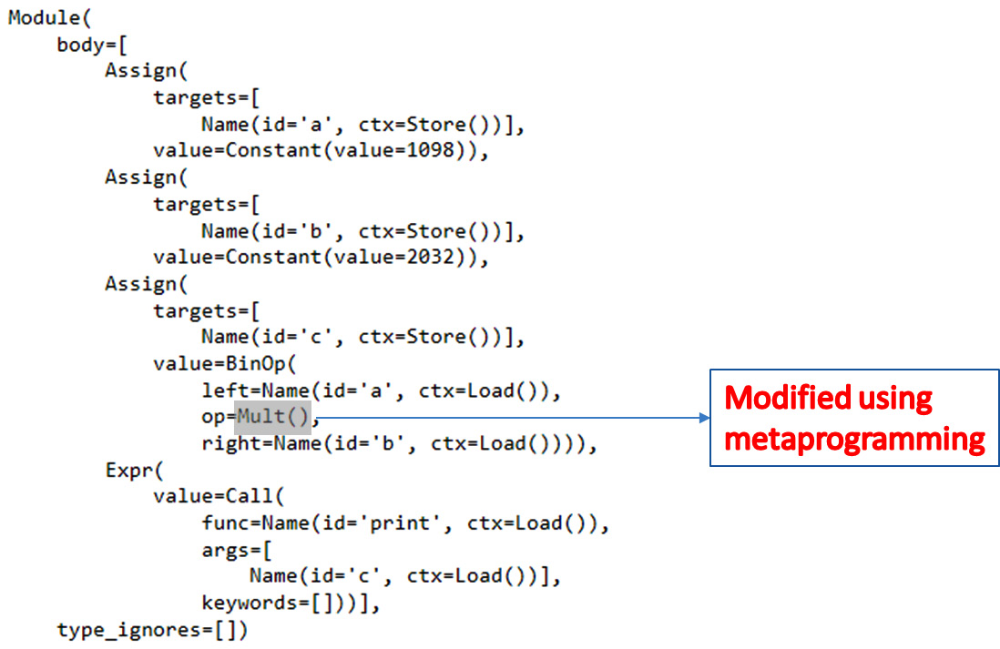 Module(
    body=[
        Assign(
            targets=[
                Name(id='a', ctx=Store())],
            value=Constant(value=1098)),
        Assign(
            targets=[
                Name(id='b', ctx=Store())],
            value=Constant(value=2032)),
        Assign(
            targets=[
                Name(id='c', ctx=Store())],
            value=BinOp(
                left=Name(id='a', ctx=Load()),
                op=Mult(),
                right=Name(id='b', ctx=Load()))),
        Expr(
            value=Call(
                func=Name(id='print', ctx=Load()),
                args=[
                    Name(id='c', ctx=Load())],
                keywords=[]))],
    type_ignores=[])
Modified using
metaprogramming